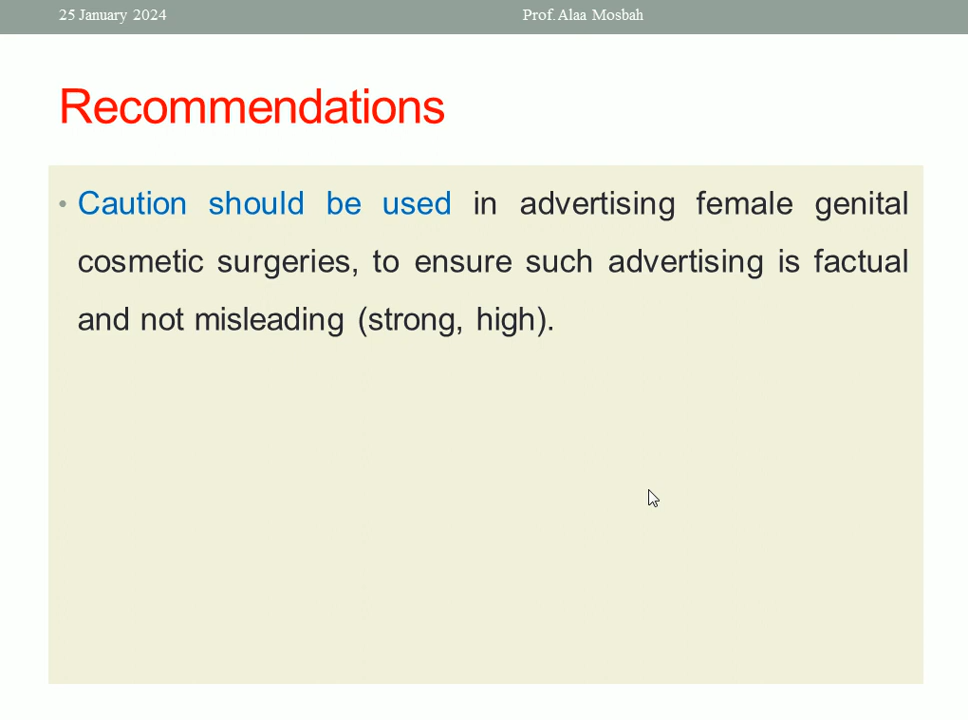 25 January 2024
Prof. Alaa Mosbah
Recommendations
• Caution should be used in advertising female genital
cosmetic surgeries, to ensure such advertising is factual
and not misleading (strong, high).